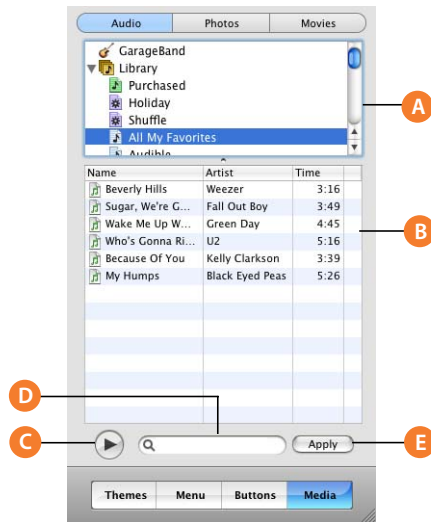 Audio Photos Movies
GarageBand
Library
Purchased
Holiday
Shuffle
All My Favorites
Audible
A
Name Artist Time
Beverly Hills Weezer 3:16
Sugar, We're G... Fall Out Boy 3:49
Wake Me Up W... Green Day 4:45
B
Who's Gonna Ri... U2 5:16
Because Of You Kelly Clarkson 3:39
My Humps Black Eyed Peas 5:26
D
C
Apply
E
Themes Menu Buttons Media